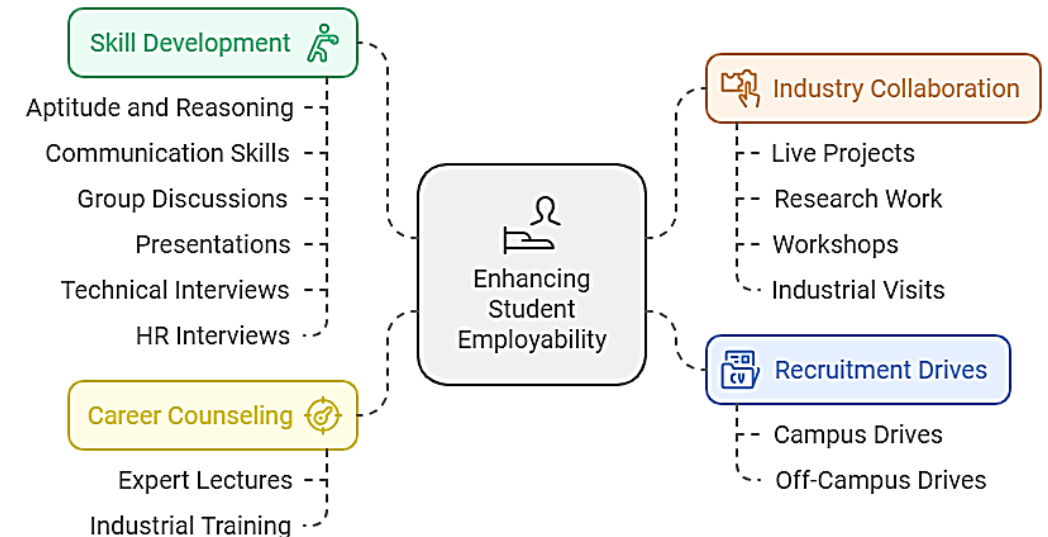 Skill Development
Aptitude and Reasoning
Communication Skills
Group Discussions
Presentations
Technical Interviews
HR Interviews
Career Counseling
Expert Lectures
Industrial Training
Enhancing
Student
Employability
Industry Collaboration
Live Projects
Research Work
Workshops
Industrial Visits
CV
Recruitment Drives
Campus Drives
Off-Campus Drives